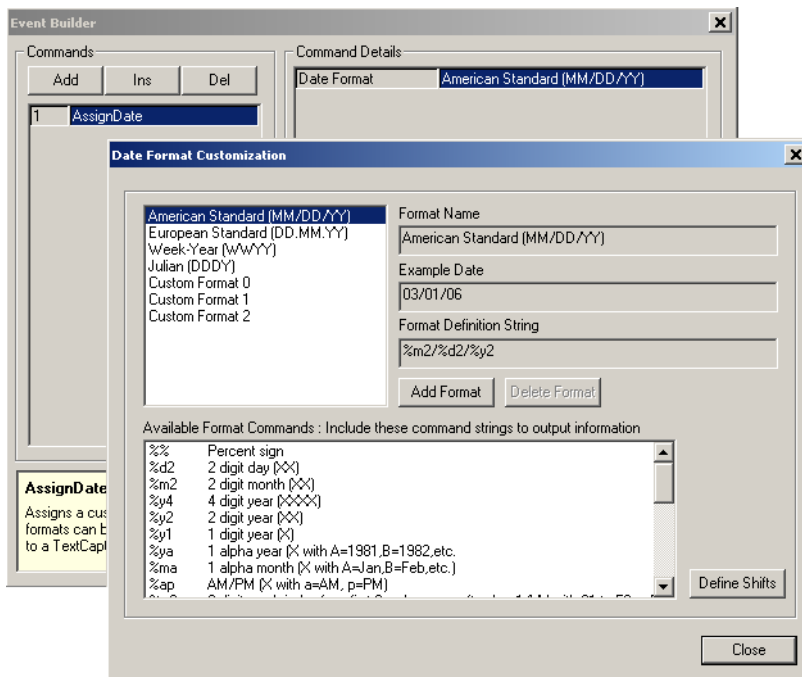 Event Builder
Commands
Command Details
Add Ins Del
Date Format American Standard (MM/DD/YY)
1 AssignDate
Date Format Customization
American Standard (MM/DD/YY)
European Standard (DD.MM.YY)
Week-Year (WWYY)
Julian (DDDY)
Custom Format 0
Custom Format 1
Custom Format 2
Format Name
American Standard (MM/DD/YY)
Example Date
03/01/06
Format Definition String
%m2/%d2/%y2
Add Format Delete Format
Available Format Commands : Include these command strings to output information
%% Percent sign
%d2 2 digit day (XX)
%m2 2 digit month (XX)
%y4 4 digit year (XXXX)
%y2 2 digit year (XX)
%y1 1 digit year (X)
%ya 1 alpha year (X with A=1981,B=1982,etc.
%ma 1 alpha month (X with A=Jan,B=Feb,etc.)
%ap AM/PM (X with a=AM, p=PM)
Define Shifts
Close
AssignDate
Assigns a cus
formats can b
to a TextCapt